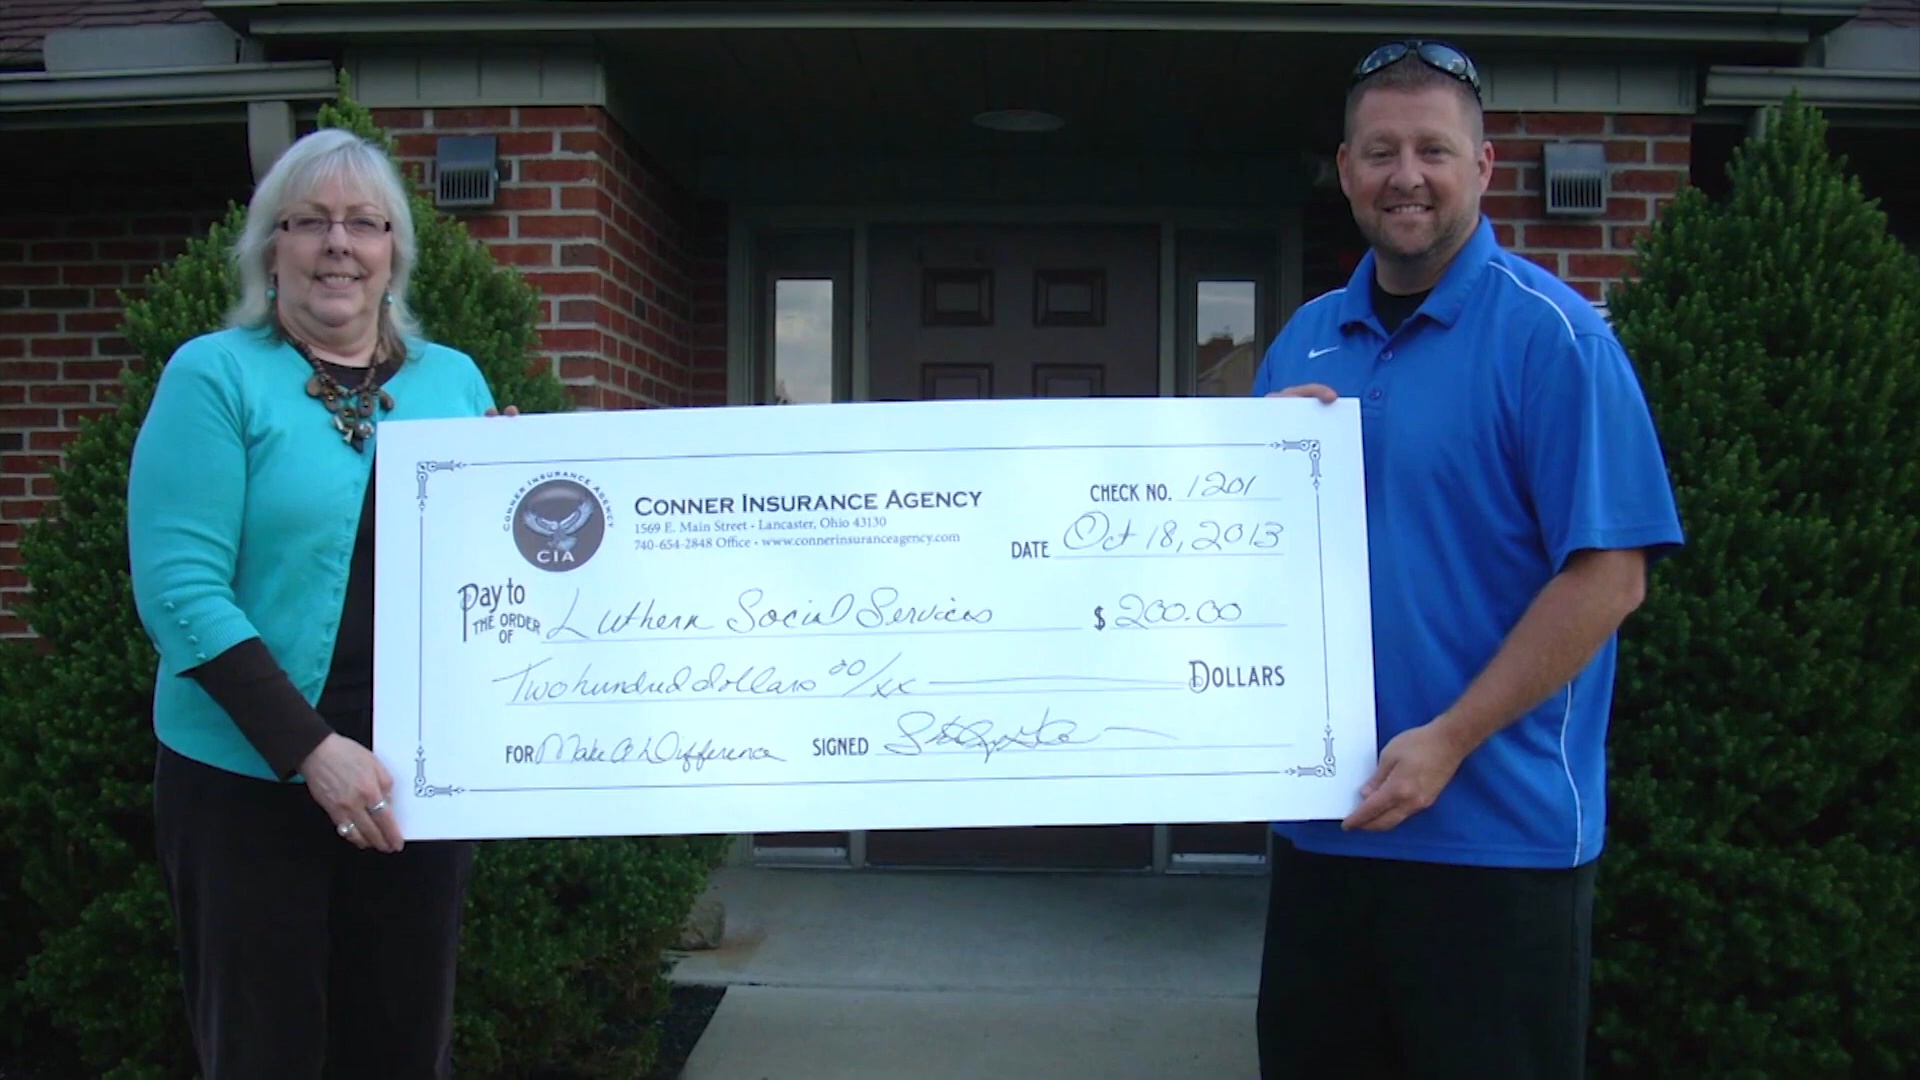 CONNER INSURANCE AGENCY
CIA
CONNER INSURANCE AGENCY
1569 E. Main Street • Lancaster, Ohio 43130
740-654-2848 Office • www.connerinsuranceagency.com
CHECK NO. 1201
DATE Oct 18, 2013
Pay to THE ORDER OF Luthern Social Services $ 200.00
Two hundred dollars 00/xx DOLLARS
FOR Make A Difference SIGNED